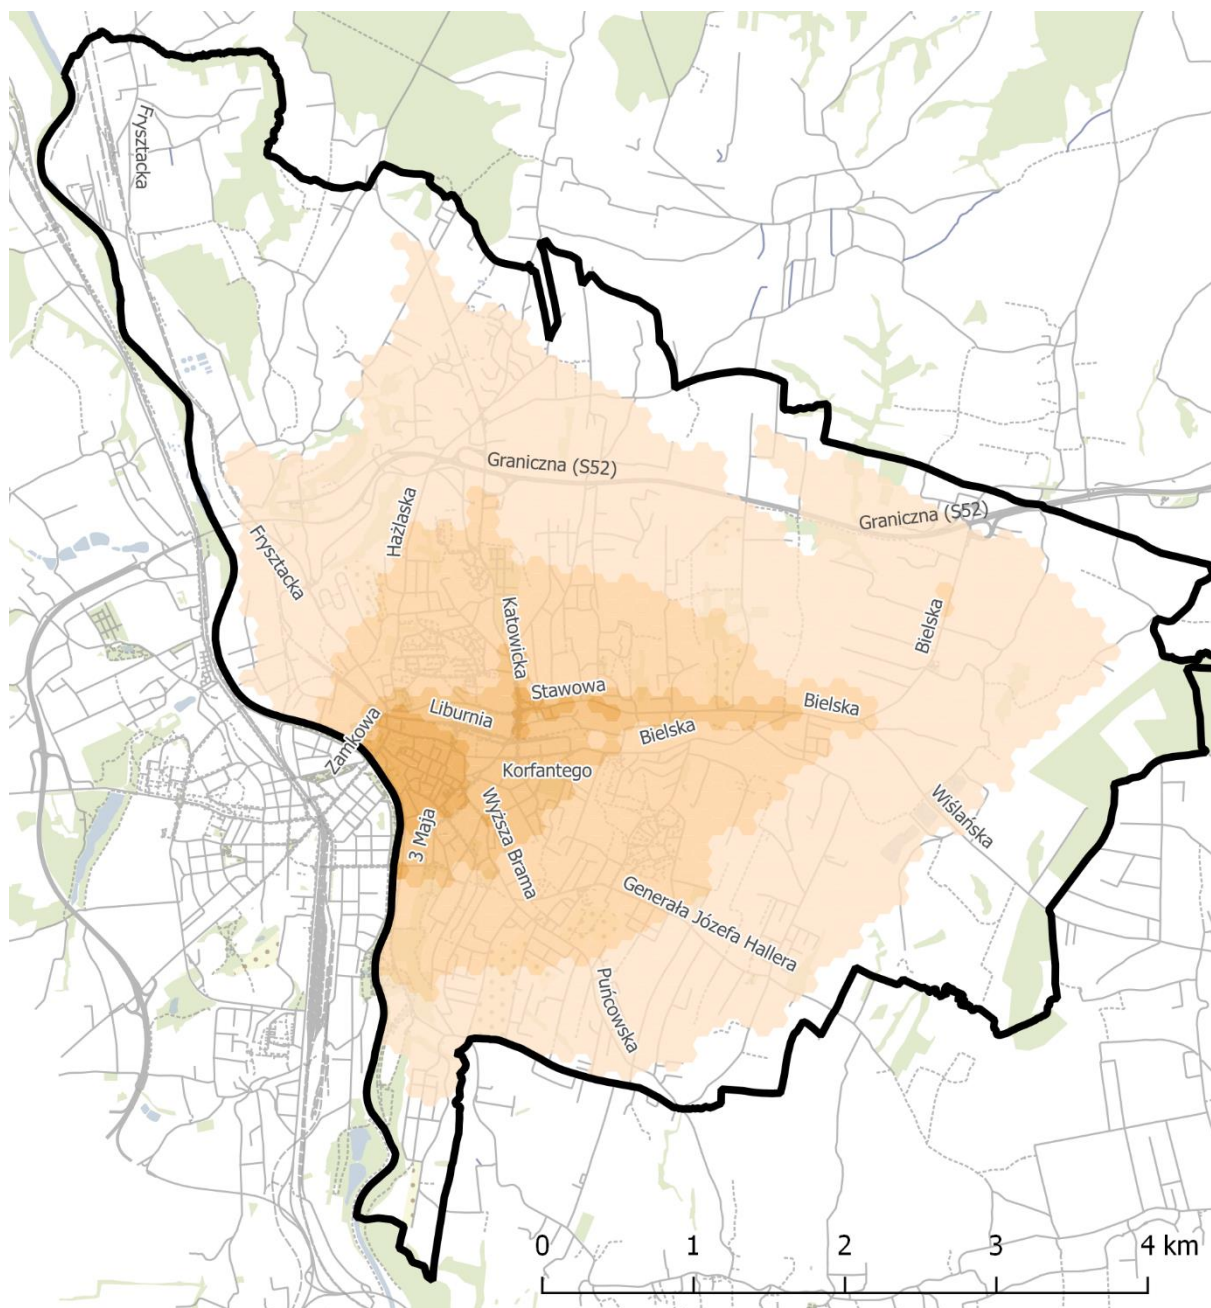 Frysztacka
Graniczna (S52)
Graniczna (S52)
Haźlaska
Frysztacka
Katowicka
Bielska
Stawowa
Bielska
Liburnia
Bielska
Zamkowa
Korfantego
3 Maja
Wyższa Brama
Wiślańska
Generała Józefa Hallera
Puńcowska
0 1 2 3 4 km